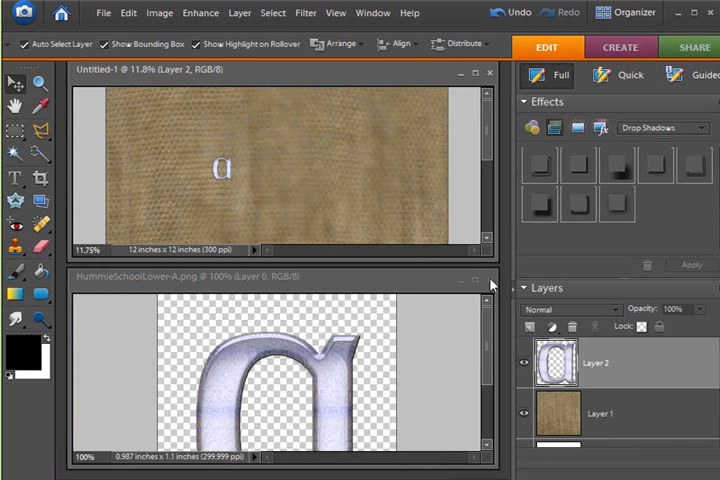 File Edit Image Enhance Layer Select Filter View Window Help Undo Redo Organizer
Auto Select Layer Show Bounding Box Show Highlight on Rollover Arrange Align Distribute EDIT CREATE SHARE
Untitled-1 @ 11.8% (Layer 2, RGB/8)
Full Quick Guided
Effects
Drop Shadows
a
11.75% 12 inches x 12 inches (300 ppi)
Apply
HummieSchoolLower-A.png @ 100% (Layer 0, RGB/8)
Layers
Normal Opacity: 100%
Lock:
a
a Layer 2
Layer 1
100% 0.987 inches x 1.1 inches (299.999 ppi)